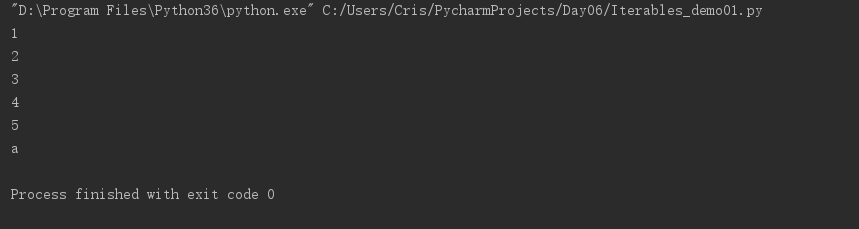 "D:\Program Files\Python36\python.exe" C:/Users/Cris/PycharmProjects/Day06/Iterables_demo01.py
1
2
3
4
5
a
Process finished with exit code 0